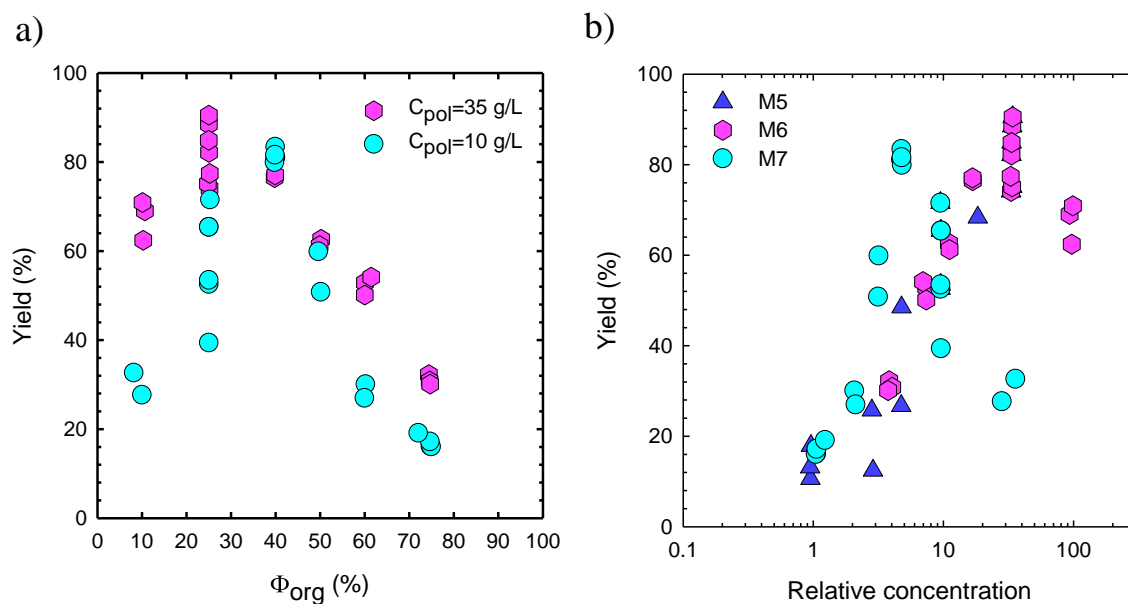 a)
100
80
60
40
20
0
Yield (%)
C_pol=35 g/L
C_pol=10 g/L
0 10 20 30 40 50 60 70 80 90 100
Φ_org (%)
b)
100
80
60
40
20
0
Yield (%)
M5
M6
M7
0.1 1 10 100
Relative concentration